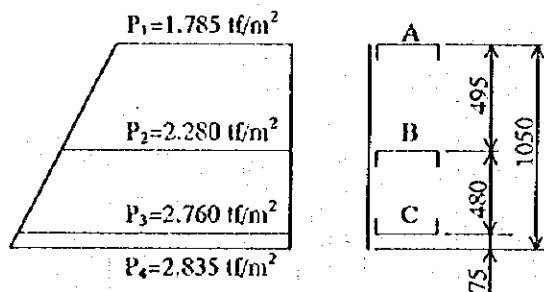 P₁=1.785 tf/m²
P₂=2.280 tf/m²
P₃=2.760 tf/m²
P₄=2.835 tf/m²
A
B
C
495
480
75
1050